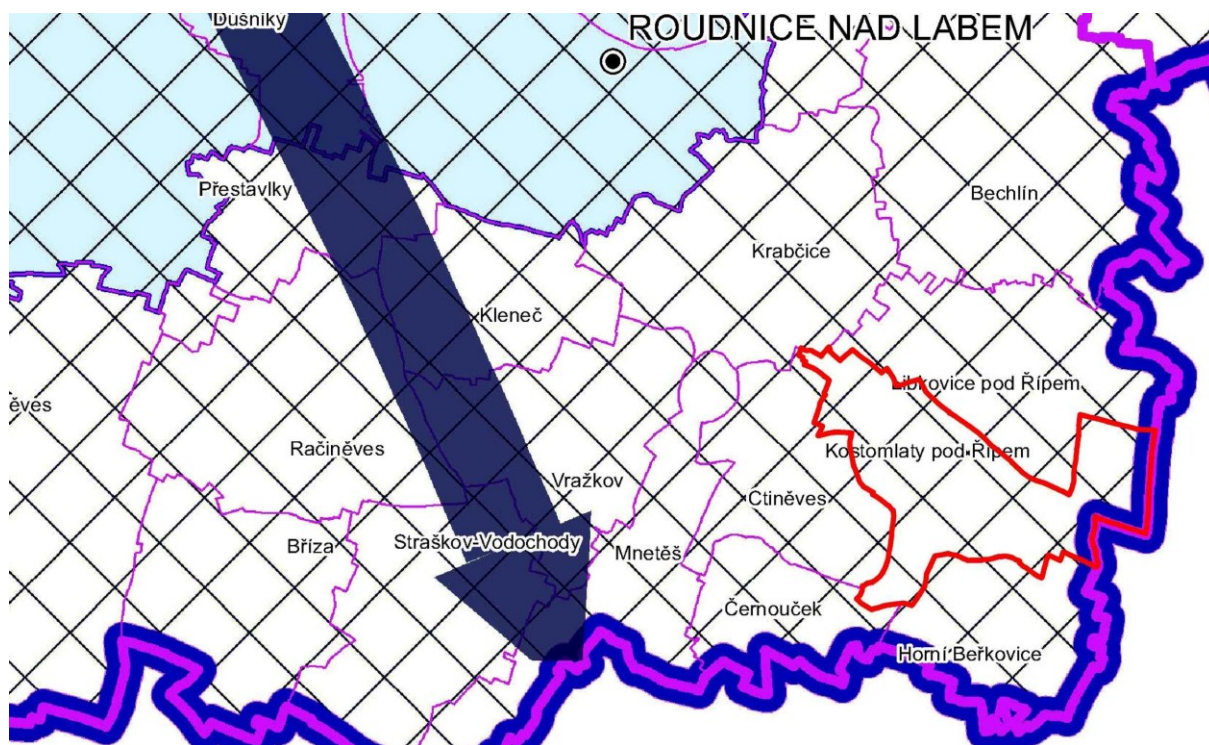 Dušníky
ROUDNICE NAD LABEM
Přestavlky
Bechlín
Krabčice
Kleneč
Libkovice pod Řípem
ěves
Račiněves
Kostomlaty pod Řípem
Vražkov
Ctiněves
Bříza
Straškov-Vodochody
Mnetěš
Černouček
Horní Beřkovice